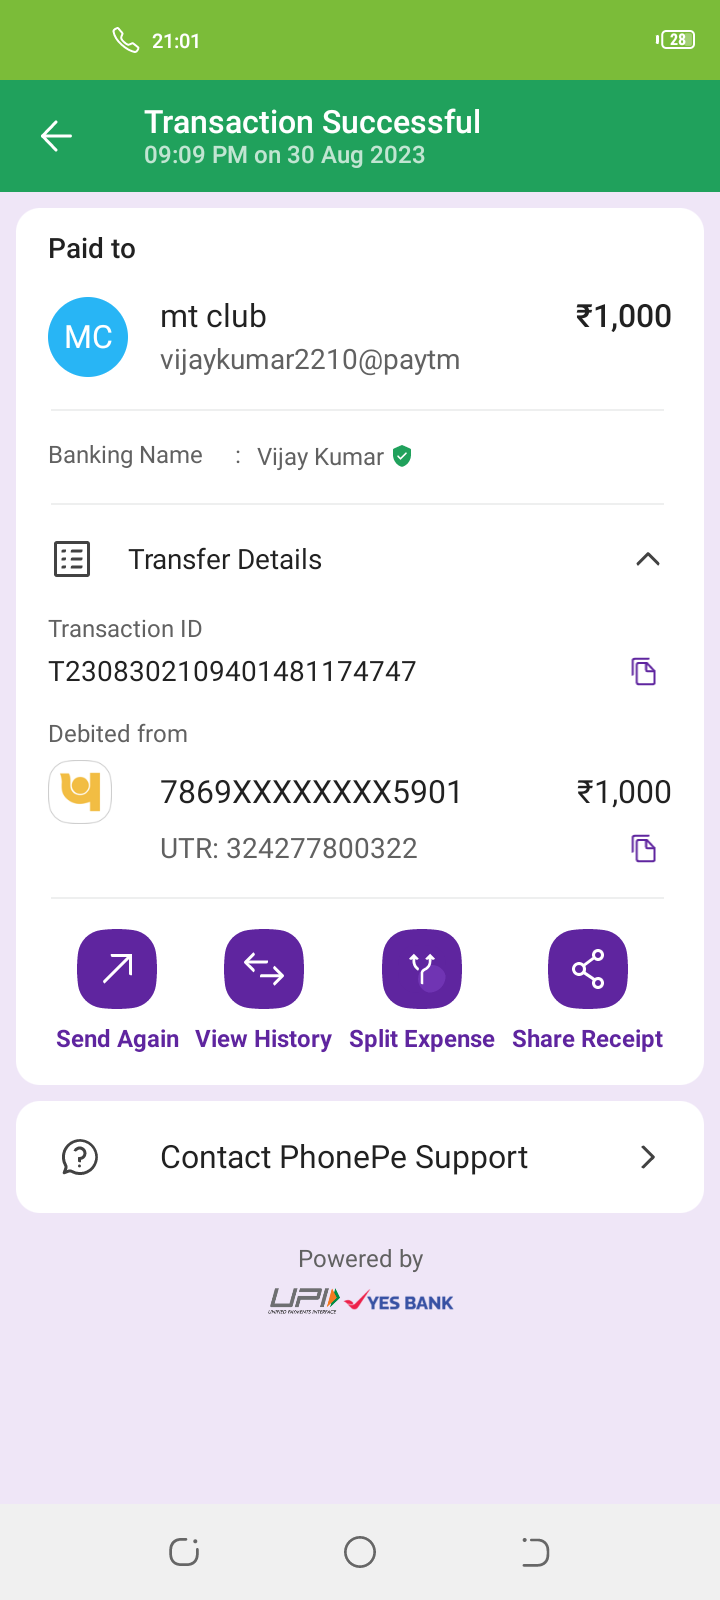 21:01
28
Transaction Successful
09:09 PM on 30 Aug 2023
Paid to
MC
mt club
₹1,000
vijaykumar2210@paytm
Banking Name : Vijay Kumar
Transfer Details
Transaction ID
T2308302109401481174747
Debited from
7869XXXXXXXX5901
₹1,000
UTR: 324277800322
Send Again
View History
Split Expense
Share Receipt
Contact PhonePe Support
Powered by
UPI
UNIFIED PAYMENTS INTERFACE
YES BANK